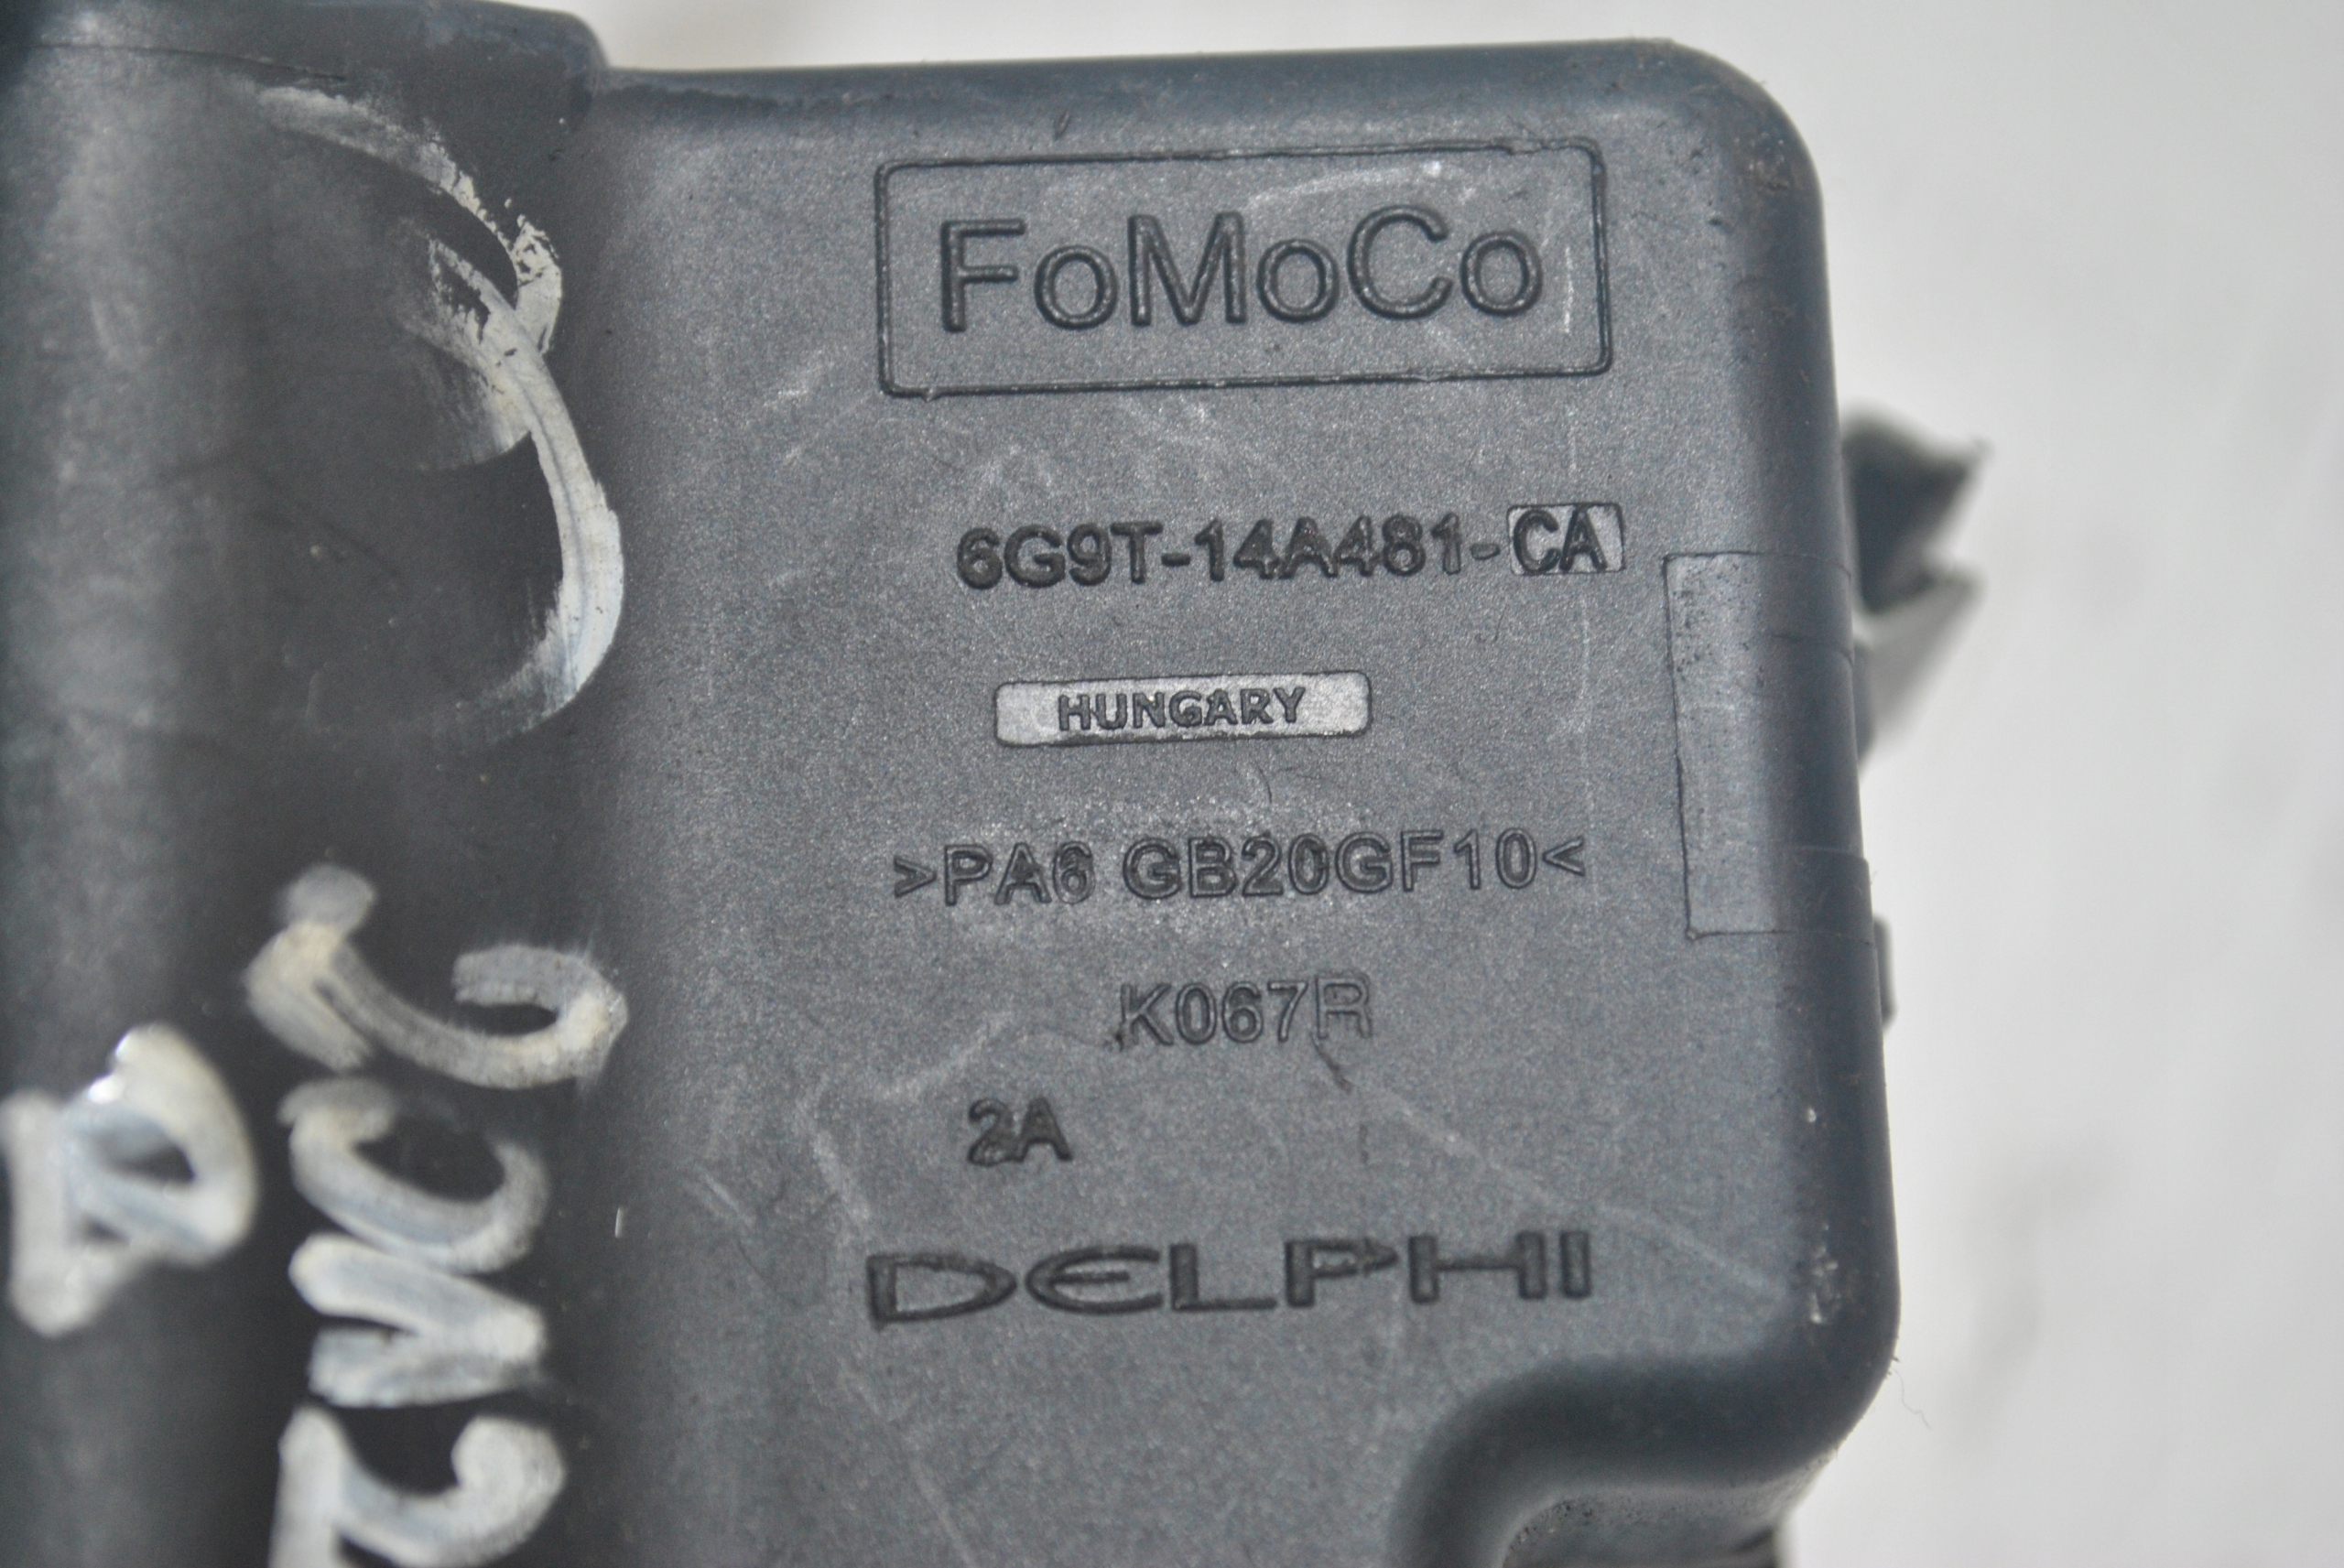 FoMoCo
6G9T-14A481-CA
HUNGARY
>PA6 GB20GF10<
K067R
2A
DELPHI